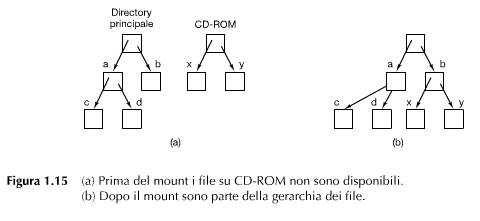 Directory
principale
CD-ROM
a
b
x
y
a
b
c
d
c
d
x
y
(a)
(b)
Figura 1.15 (a) Prima del mount i file su CD-ROM non sono disponibili.
(b) Dopo il mount sono parte della gerarchia dei file.